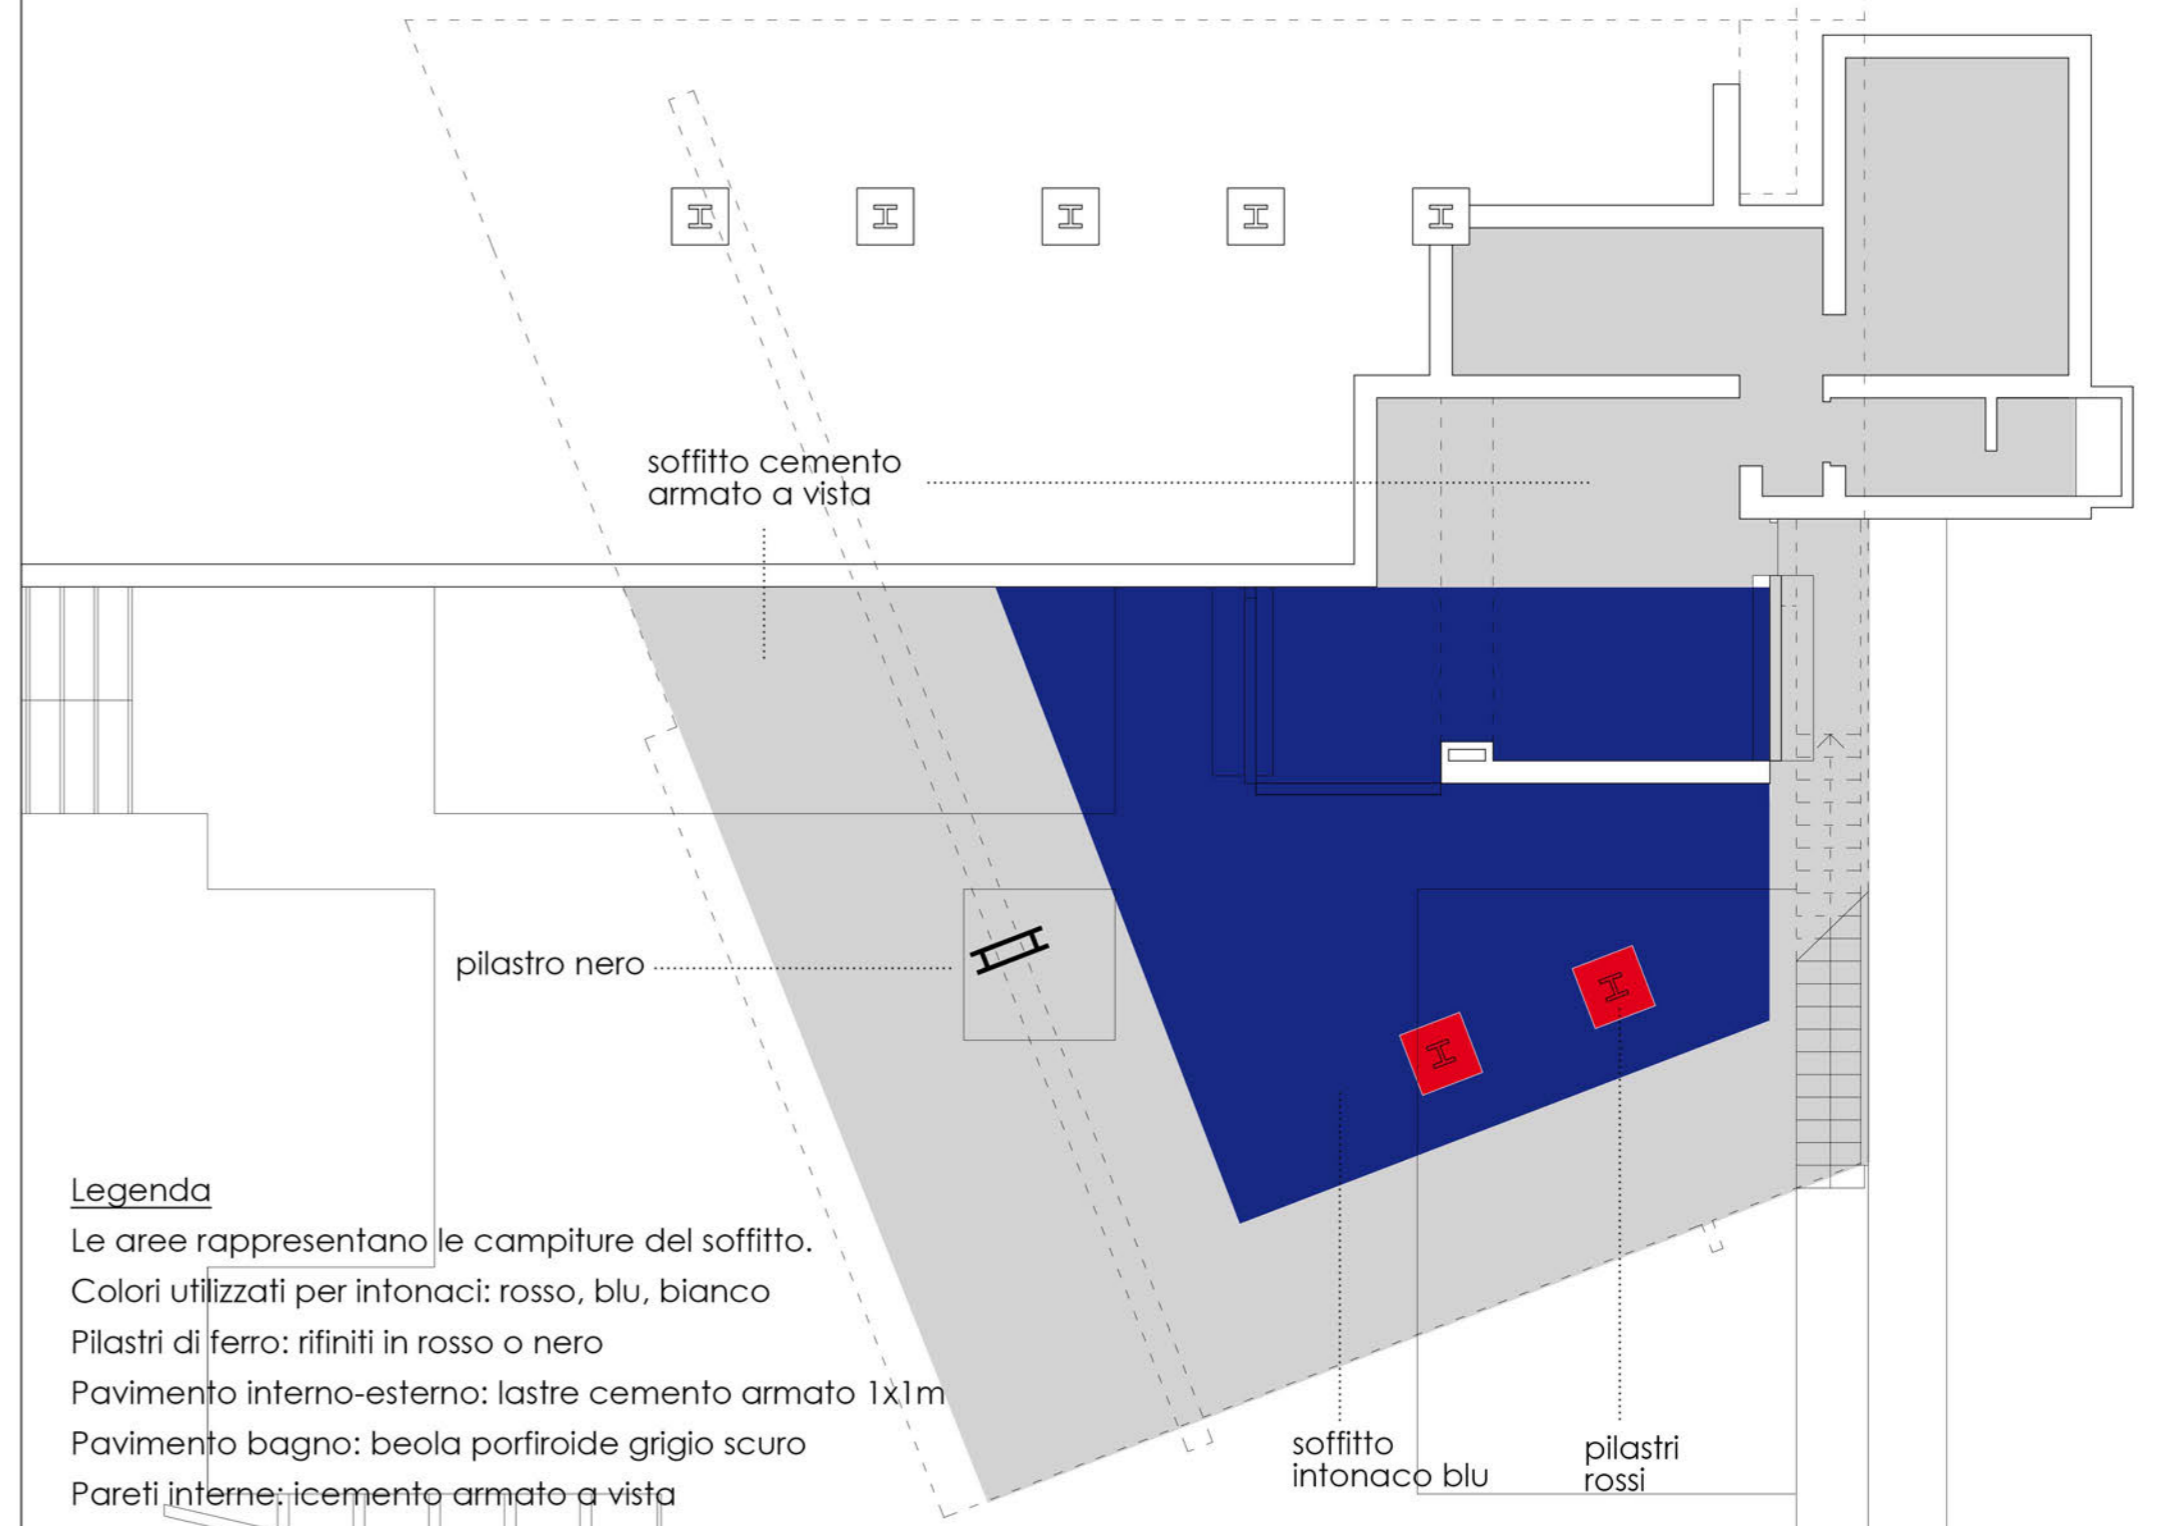 soffitto cemento
armato a vista
pilastro nero
Legenda
Le aree rappresentano le campiture del soffitto.
Colori utilizzati per intonaci: rosso, blu, bianco
Pilastri di ferro: rifiniti in rosso o nero
Pavimento interno-esterno: lastre cemento armato 1x1m
Pavimento bagno: beola porfiroide grigio scuro
Pareti interne: icemento armato a vista
soffitto
intonaco blu
pilastri
rossi